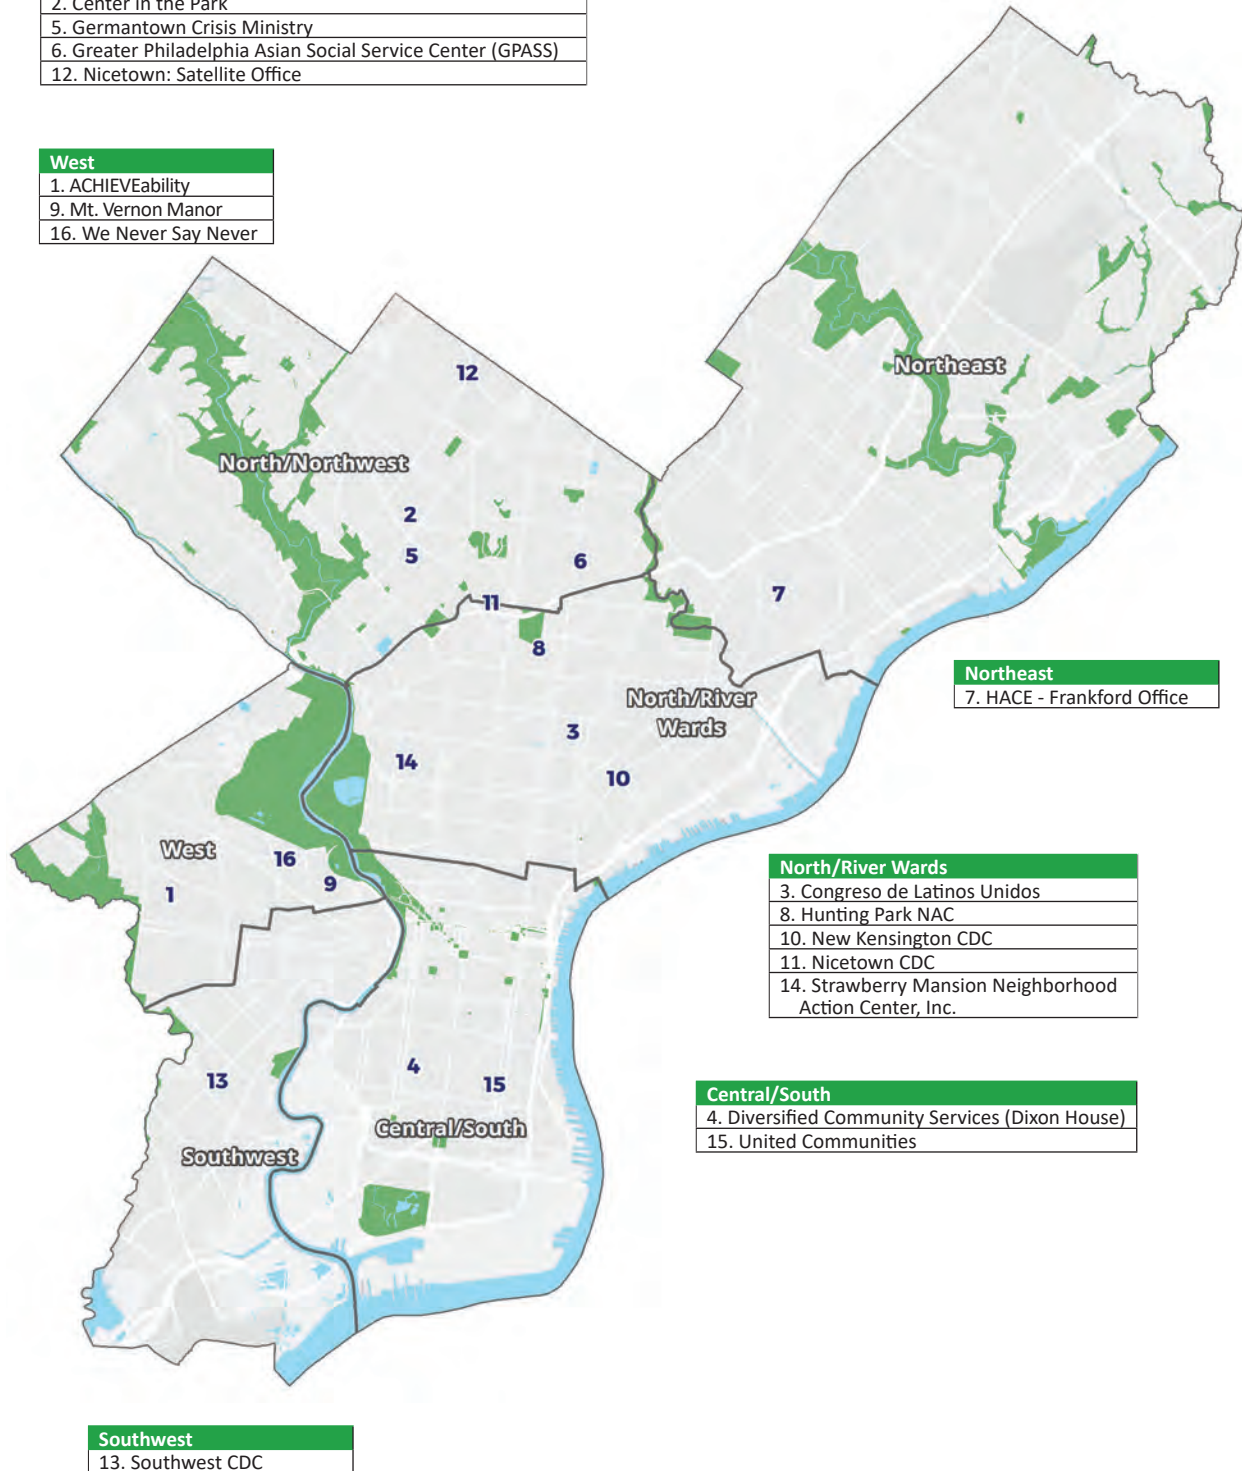 2. Center in the Park
5. Germantown Crisis Ministry
6. Greater Philadelphia Asian Social Service Center (GPASS)
12. Nicetown: Satellite Office
West
1. ACHIEVEability
9. Mt. Vernon Manor
16. We Never Say Never
12
Northeast
North/Northwest
2
5
6
7
11
8
Northeast
7. HACE - Frankford Office
North/River
Wards
3
14
10
West
16
9
1
North/River Wards
3. Congreso de Latinos Unidos
8. Hunting Park NAC
10. New Kensington CDC
11. Nicetown CDC
14. Strawberry Mansion Neighborhood
Action Center, Inc.
4
13
15
Central/South
4. Diversified Community Services (Dixon House)
15. United Communities
Central/South
Southwest
Southwest
13. Southwest CDC